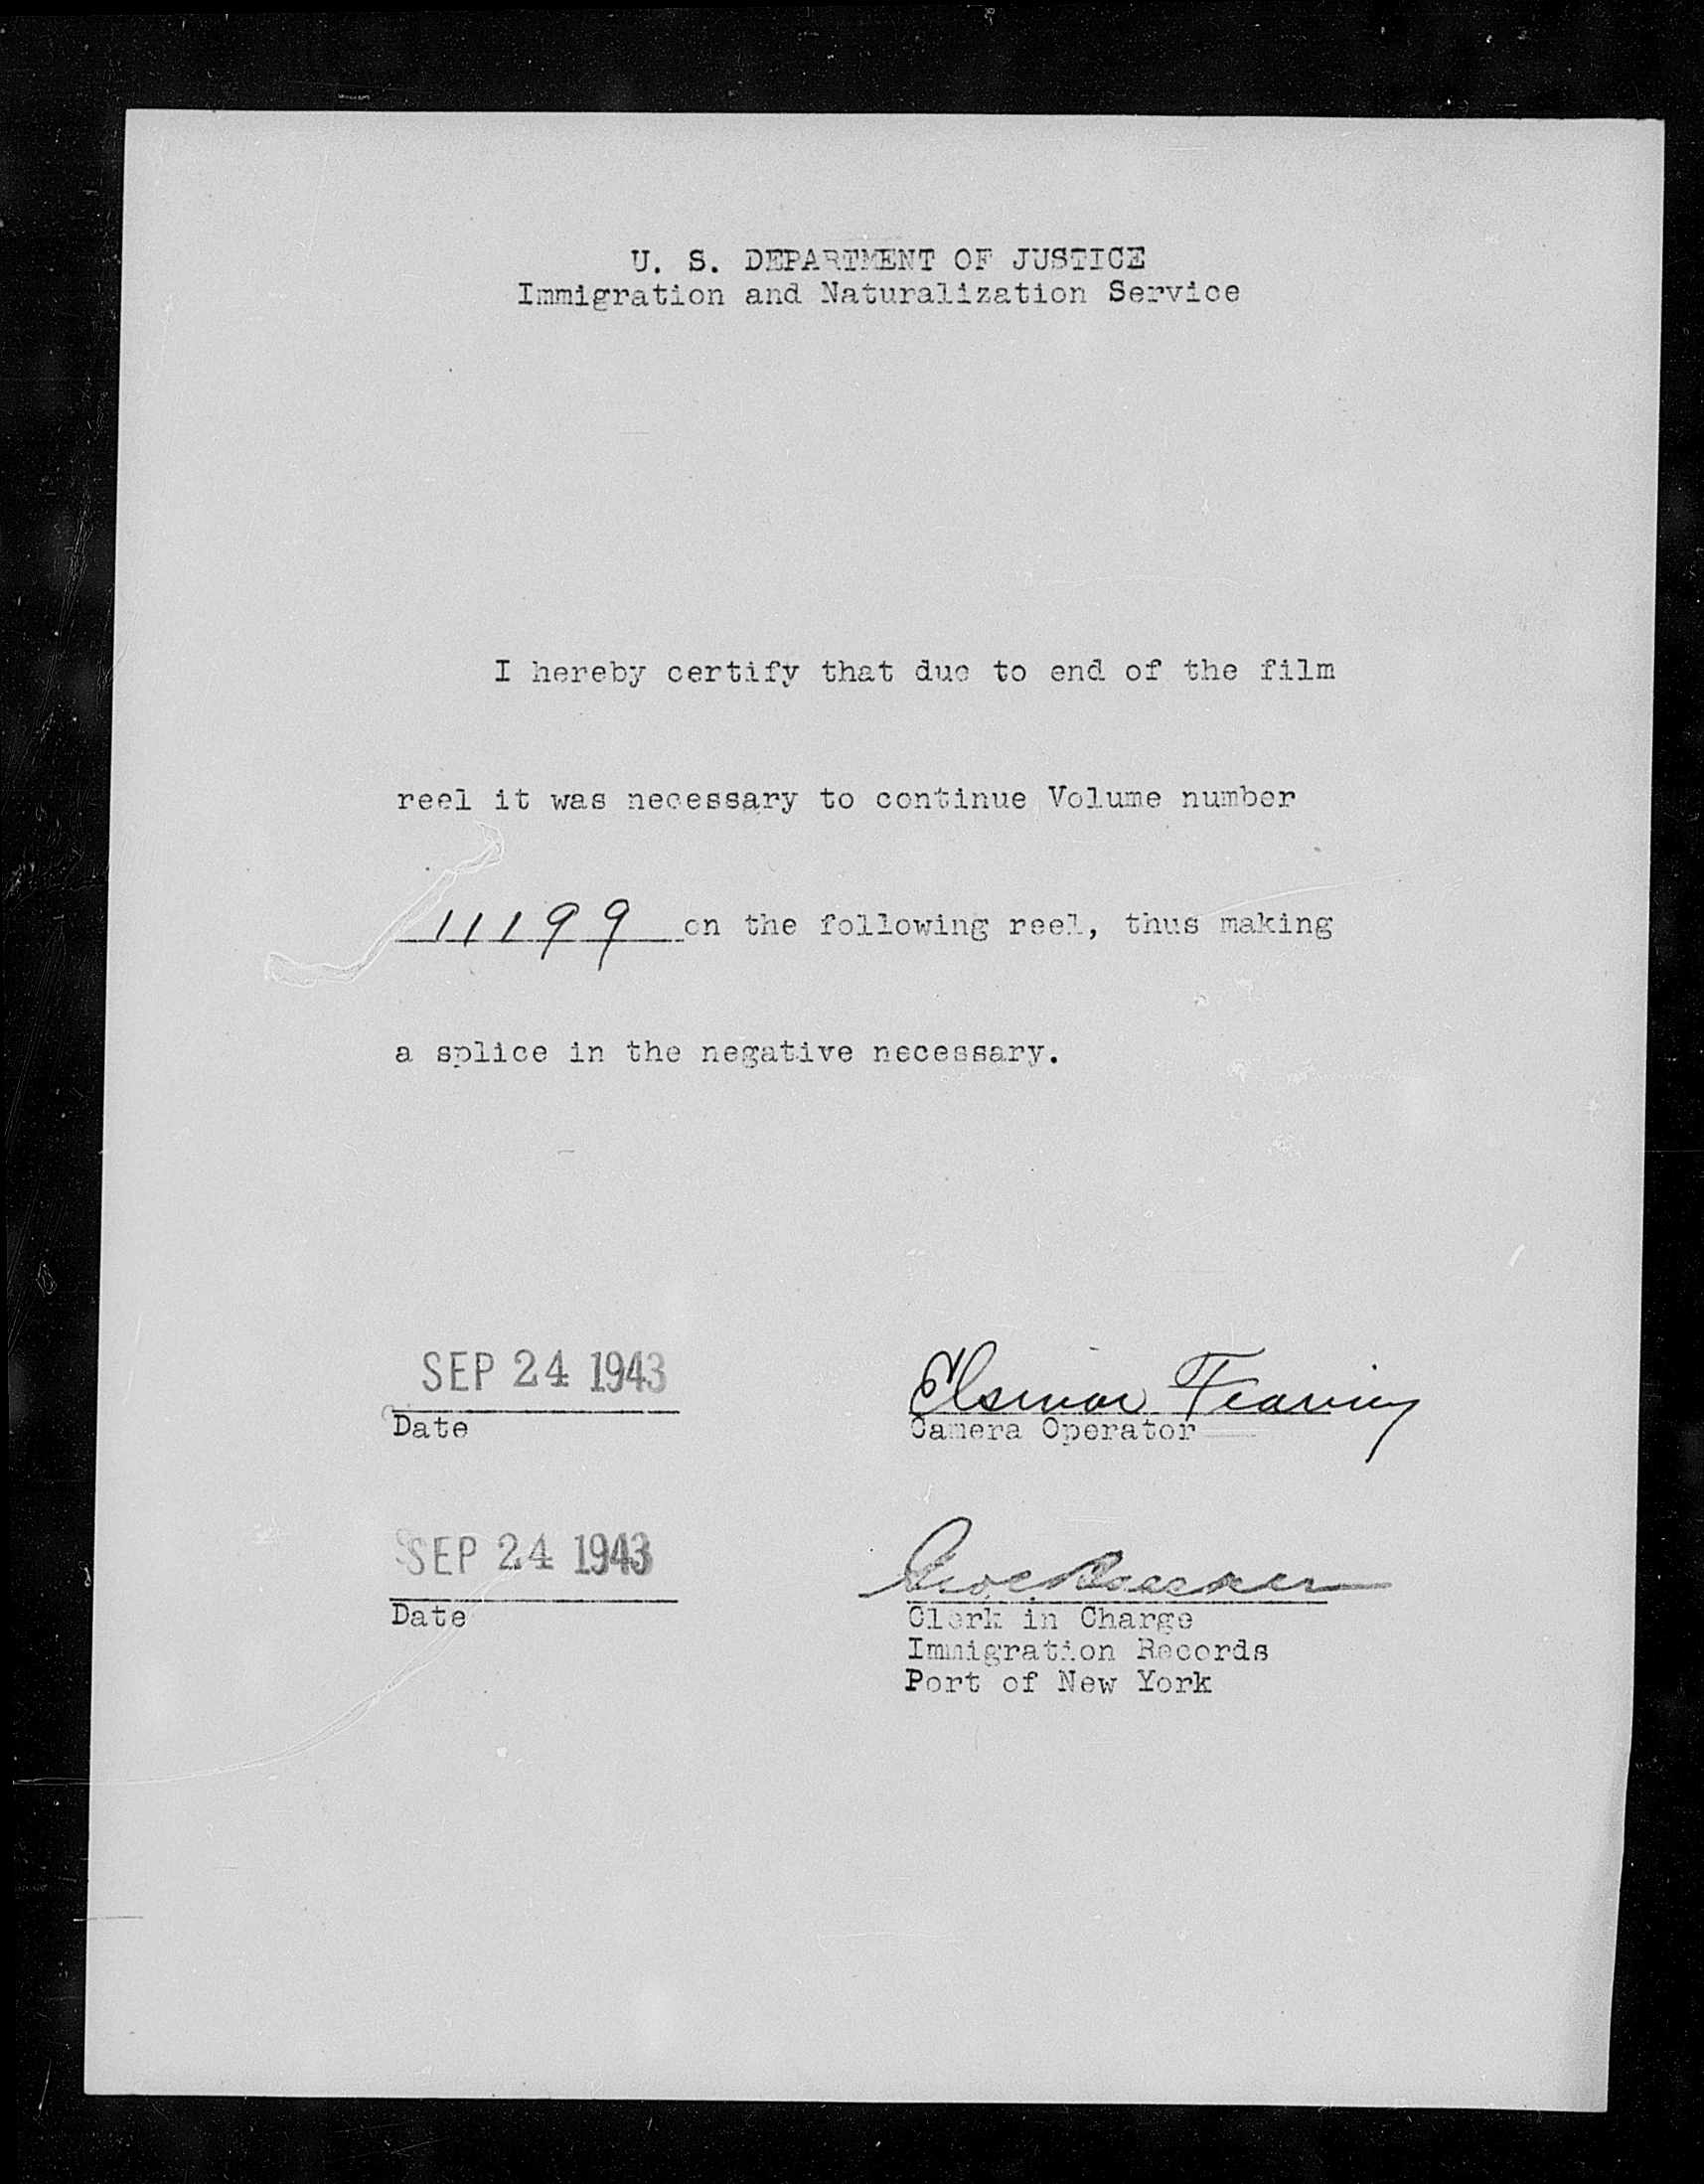 U. S. DEPARTMENT OF JUSTICE
Immigration and Naturalization Service
I hereby certify that due to end of the film
reel it was necessary to continue Volume number
11199 on the following reel, thus making
a splice in the negative necessary.
SEP 24 1943
Date
Camera Operator
SEP 24 1943
Date
Clerk in Charge
Immigration Records
Port of New York